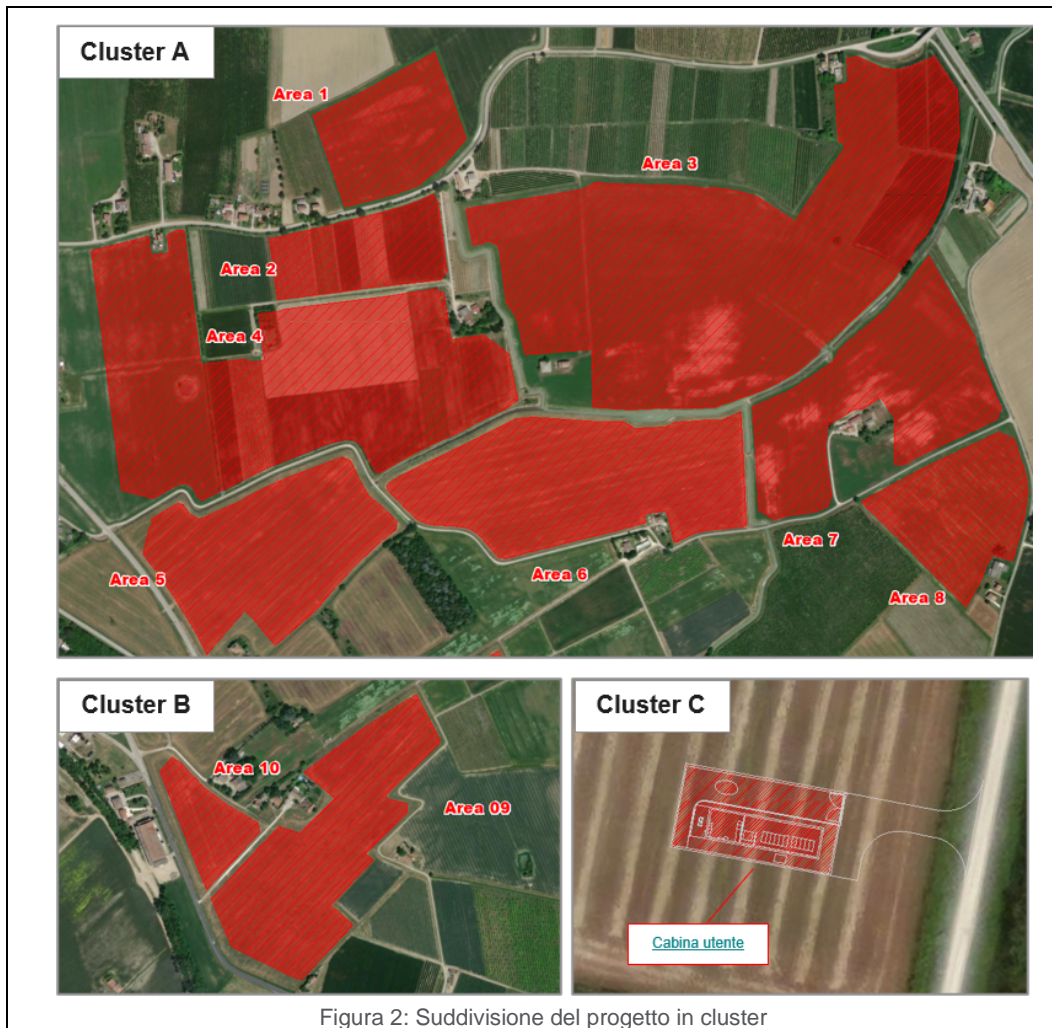 Cluster A
Area 1
Area 3
Area 2
Area 4
Area 7
Area 5
Area 6
Area 8
Cluster B
Area 10
Area 09
Cluster C
Cabina utente
Figura 2: Suddivisione del progetto in cluster